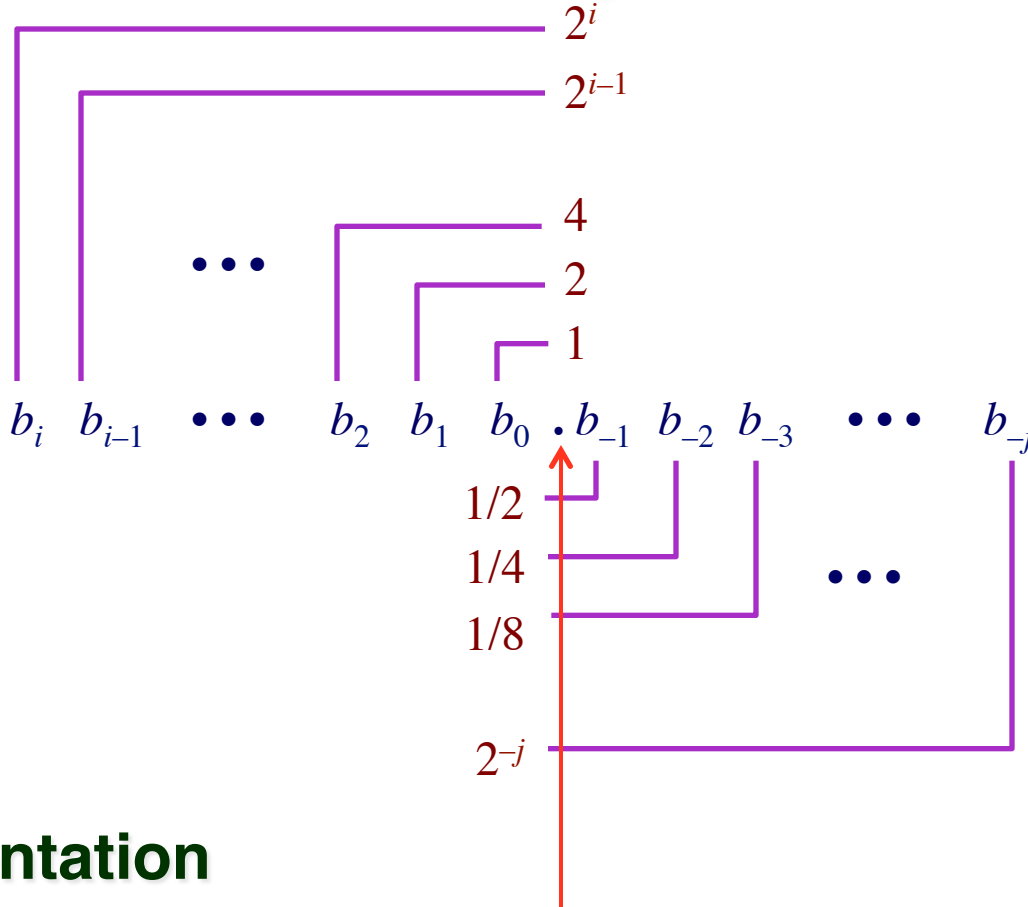 2^i
2^{i–1}
4
2
1
b_i b_{i–1} ••• b_2 b_1 b_0 . b_{–1} b_{–2} b_{–3} ••• b_{–j}
1/2
1/4
1/8
2^{–j}
ntation